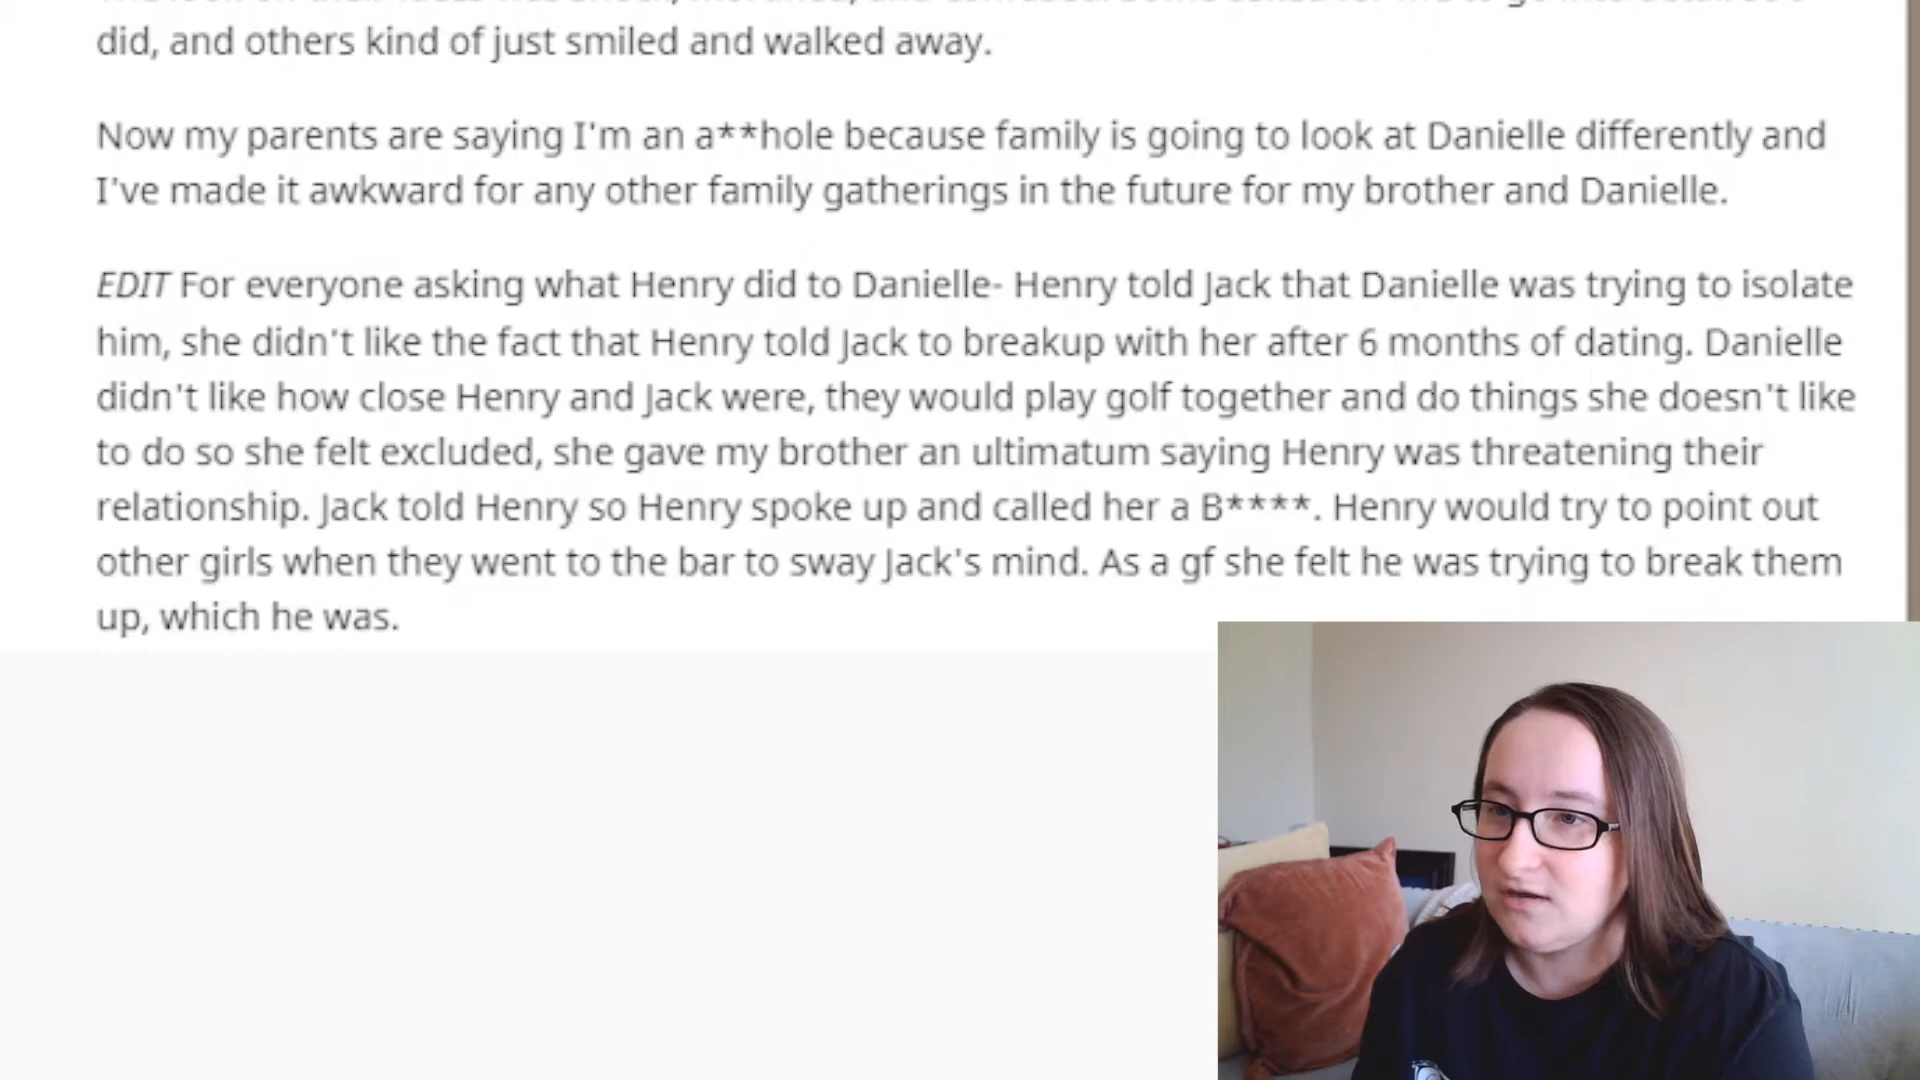 did, and others kind of just smiled and walked away.
Now my parents are saying I'm an a**hole because family is going to look at Danielle differently and
I've made it awkward for any other family gatherings in the future for my brother and Danielle.
EDIT For everyone asking what Henry did to Danielle- Henry told Jack that Danielle was trying to isolate
him, she didn't like the fact that Henry told Jack to breakup with her after 6 months of dating. Danielle
didn't like how close Henry and Jack were, they would play golf together and do things she doesn't like
to do so she felt excluded, she gave my brother an ultimatum saying Henry was threatening their
relationship. Jack told Henry so Henry spoke up and called her a B****. Henry would try to point out
other girls when they went to the bar to sway Jack's mind. As a gf she felt he was trying to break them
up, which he was.